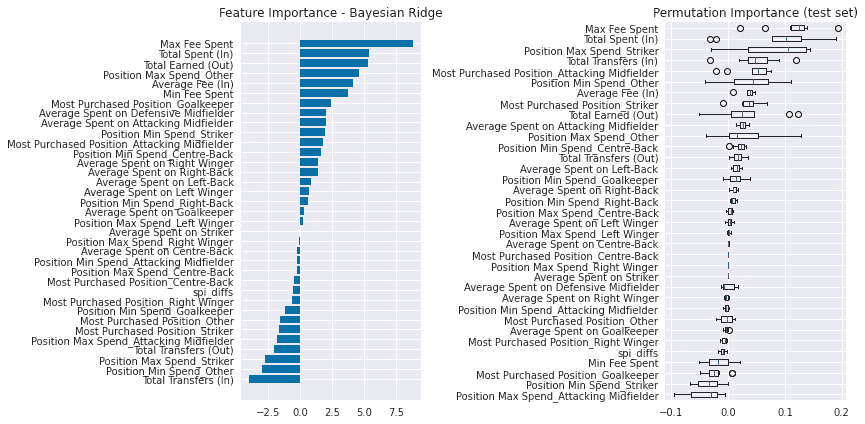 Feature Importance - Bayesian Ridge
Max Fee Spent
Total Spent (In)
Total Earned (Out)
Position Max Spend_Other
Average Fee (In)
Min Fee Spent
Most Purchased Position_Goalkeeper
Average Spent on Defensive Midfielder
Average Spent on Attacking Midfielder
Position Min Spend_Striker
Most Purchased Position_Attacking Midfielder
Position Min Spend_Centre-Back
Average Spent on Right Winger
Average Spent on Right-Back
Average Spent on Left-Back
Average Spent on Left Winger
Position Min Spend_Right-Back
Average Spent on Goalkeeper
Position Max Spend_Left Winger
Average Spent on Striker
Position Max Spend_Right Winger
Average Spent on Centre-Back
Position Min Spend_Attacking Midfielder
Position Max Spend_Centre-Back
Most Purchased Position_Centre-Back
spi_diffs
Most Purchased Position_Right Winger
Position Min Spend_Goalkeeper
Most Purchased Position_Other
Most Purchased Position_Striker
Position Max Spend_Attacking Midfielder
Total Transfers (Out)
Position Max Spend_Striker
Position Min Spend_Other
Total Transfers (In)
−2.5 0.0 2.5 5.0 7.5
Permutation Importance (test set)
Max Fee Spent
Total Spent (In)
Position Max Spend_Striker
Total Transfers (In)
Most Purchased Position_Attacking Midfielder
Position Min Spend_Other
Average Fee (In)
Most Purchased Position_Striker
Total Earned (Out)
Average Spent on Attacking Midfielder
Position Max Spend_Other
Position Min Spend_Centre-Back
Total Transfers (Out)
Average Spent on Left-Back
Position Min Spend_Goalkeeper
Average Spent on Right-Back
Position Min Spend_Right-Back
Position Max Spend_Centre-Back
Average Spent on Left Winger
Position Max Spend_Left Winger
Average Spent on Centre-Back
Most Purchased Position_Centre-Back
Position Max Spend_Right Winger
Average Spent on Striker
Average Spent on Defensive Midfielder
Average Spent on Right Winger
Position Min Spend_Attacking Midfielder
Most Purchased Position_Other
Average Spent on Goalkeeper
Most Purchased Position_Right Winger
spi_diffs
Min Fee Spent
Most Purchased Position_Goalkeeper
Position Min Spend_Striker
Position Max Spend_Attacking Midfielder
−0.1 0.0 0.1 0.2